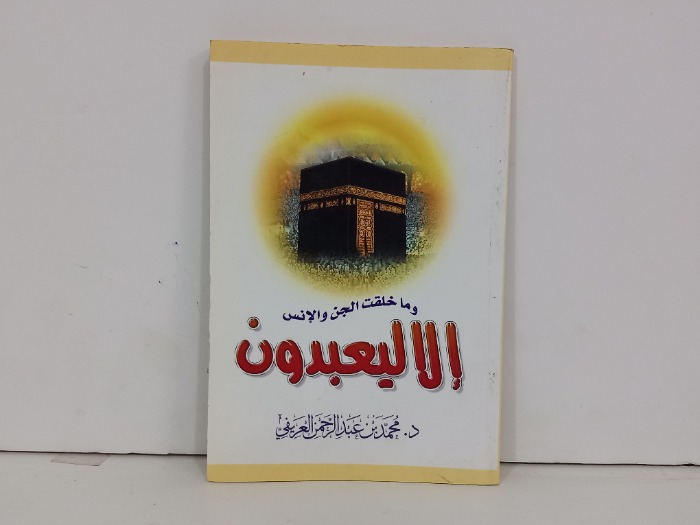 وما خلقت الجن والإنس
إلا ليعبدون
د. محمد بن عبد الرحمن العريفي